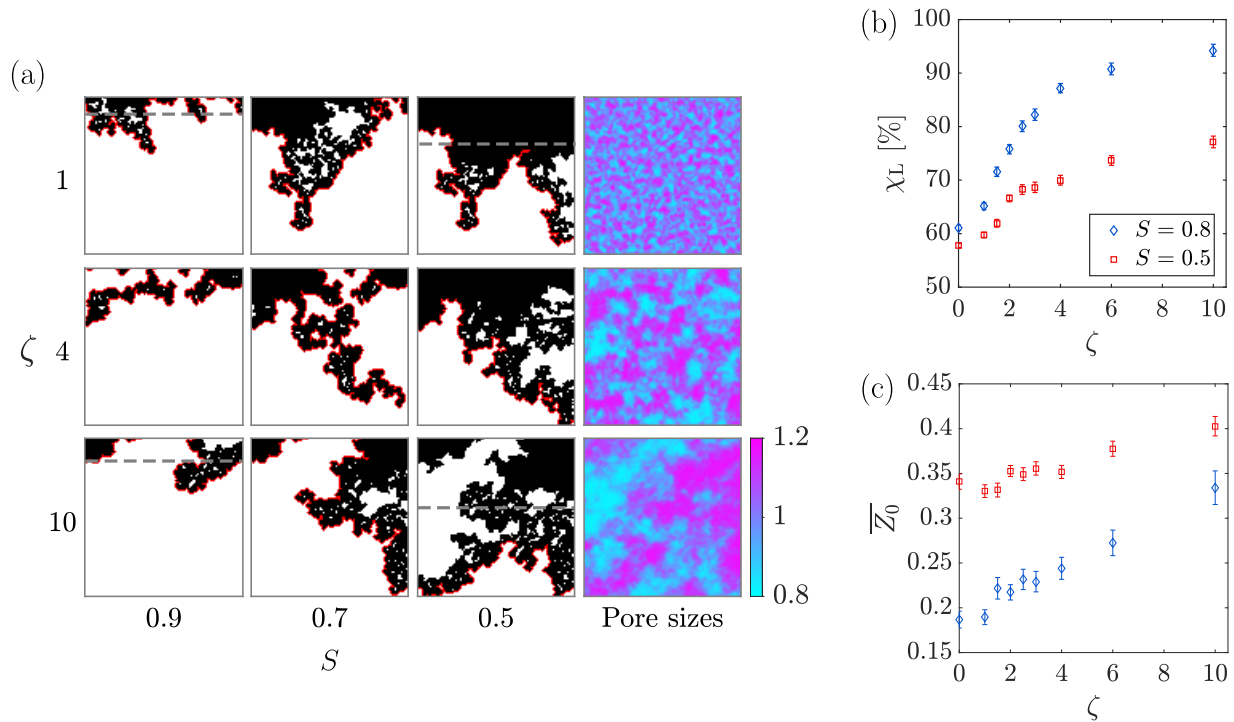 (a)
1
ζ 4
10
0.9 0.7 0.5 Pore sizes
S
1.2
1
0.8
(b)
100
90
80
70
60
50
χL [%]
S = 0.8
S = 0.5
0 2 4 6 8 10
ζ
(c)
0.45
0.4
0.35
0.3
0.25
0.2
0.15
Z0
0 2 4 6 8 10
ζ